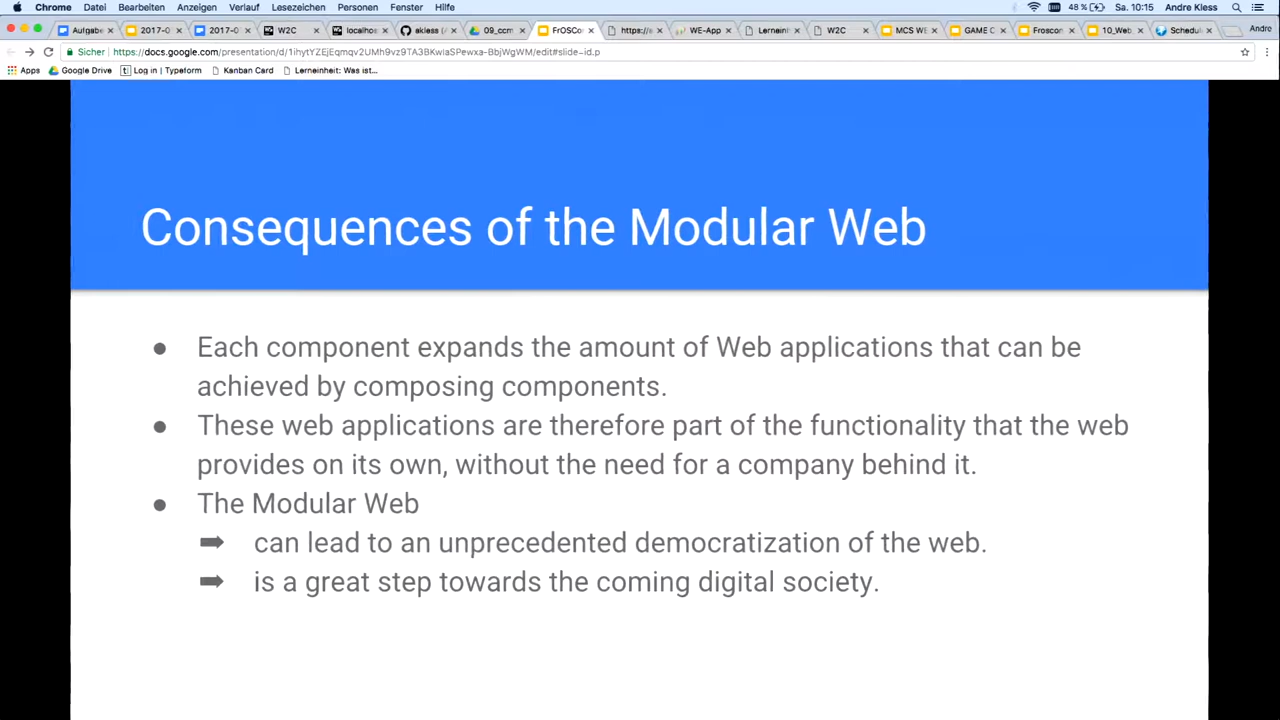 Chrome Datei Bearbeiten Anzeigen Verlauf Lesezeichen Personen Fenster Hilfe 48 % Sa. 10:15 Andre Kless
Aufgabe 2017-0 2017-0 W2C localhos akless (A 09_ccm FrOSCo https:// WE-App Lerneinh W2C MCS WE GAME C Froscon 10_Web Schedul Andre
Sicher https://docs.google.com/presentation/d/1ihytYZEjEqmqv2UMh9vz9TA3BKwIaSPewxa-BbjWgWM/edit#slide-id.p
Apps Google Drive Log in | Typeform Kanban Card Lerneinheit: Was ist...
Consequences of the Modular Web
● Each component expands the amount of Web applications that can be
achieved by composing components.
● These web applications are therefore part of the functionality that the web
provides on its own, without the need for a company behind it.
● The Modular Web
➡ can lead to an unprecedented democratization of the web.
➡ is a great step towards the coming digital society.